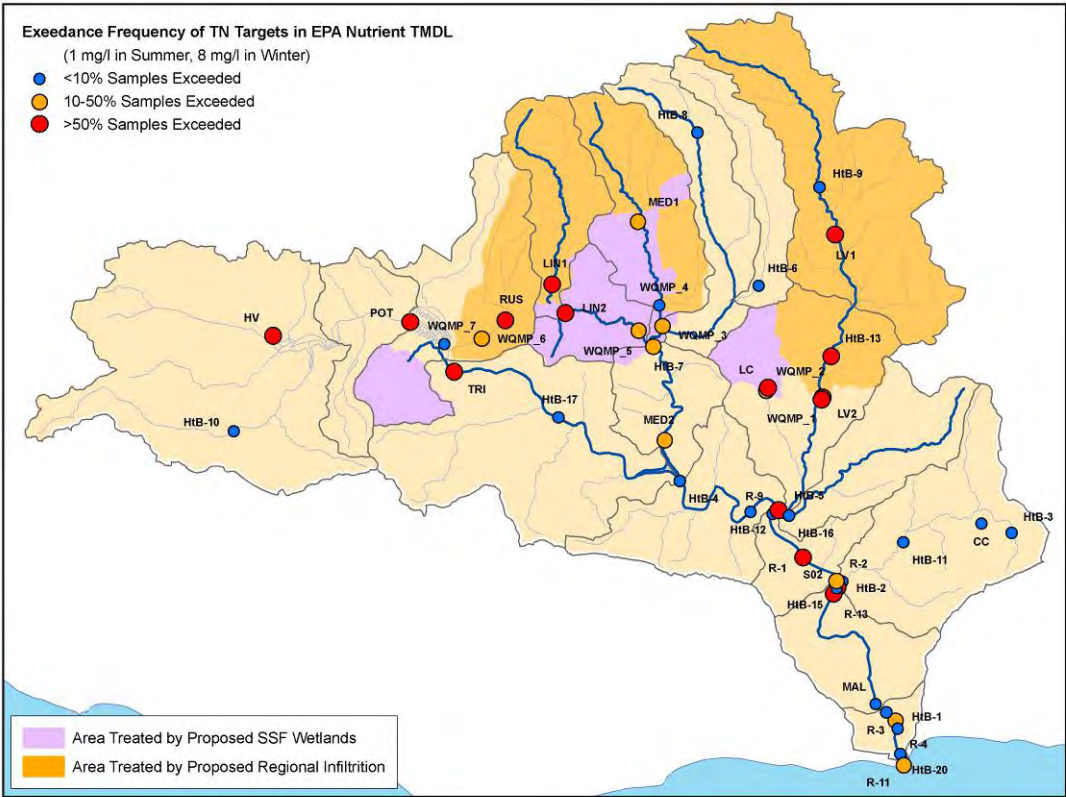 Exeedance Frequency of TN Targets in EPA Nutrient TMDL
(1 mg/l in Summer, 8 mg/l in Winter)
<10% Samples Exceeded
10-50% Samples Exceeded
>50% Samples Exceeded
HtB-8
HtB-9
MED1
LV1
LIN1
HtB-6
WQMP_4
RUS
LIN2
HV
POT
WQMP_7
WQMP_6
WQMP_3
HtB-13
WQMP_5
HtB-7
LC
WQMP_2
TRI
LV2
HtB-17
WQMP_1
HtB-10
MED2
HtB-4
R-9
HtB-5
HtB-3
HtB-12
HtB-16
CC
HtB-11
R-1
S02
R-2
HtB-2
HtB-15
R-13
MAL
HtB-1
R-3
R-4
HtB-20
R-11
Area Treated by Proposed SSF Wetlands
Area Treated by Proposed Regional Infiltrition